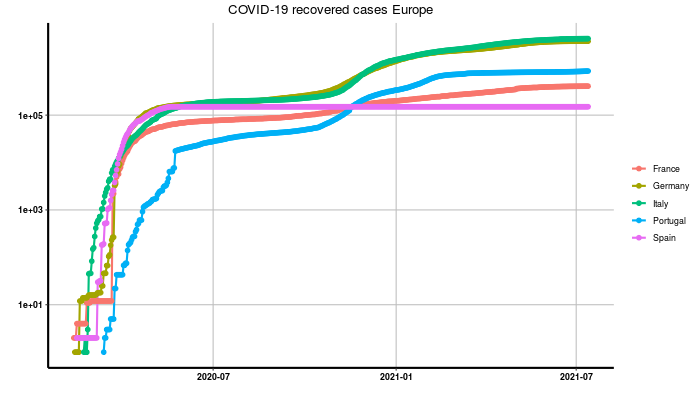 COVID-19 recovered cases Europe
1e+05
1e+03
1e+01
2020-07
2021-01
2021-07
France
Germany
Italy
Portugal
Spain